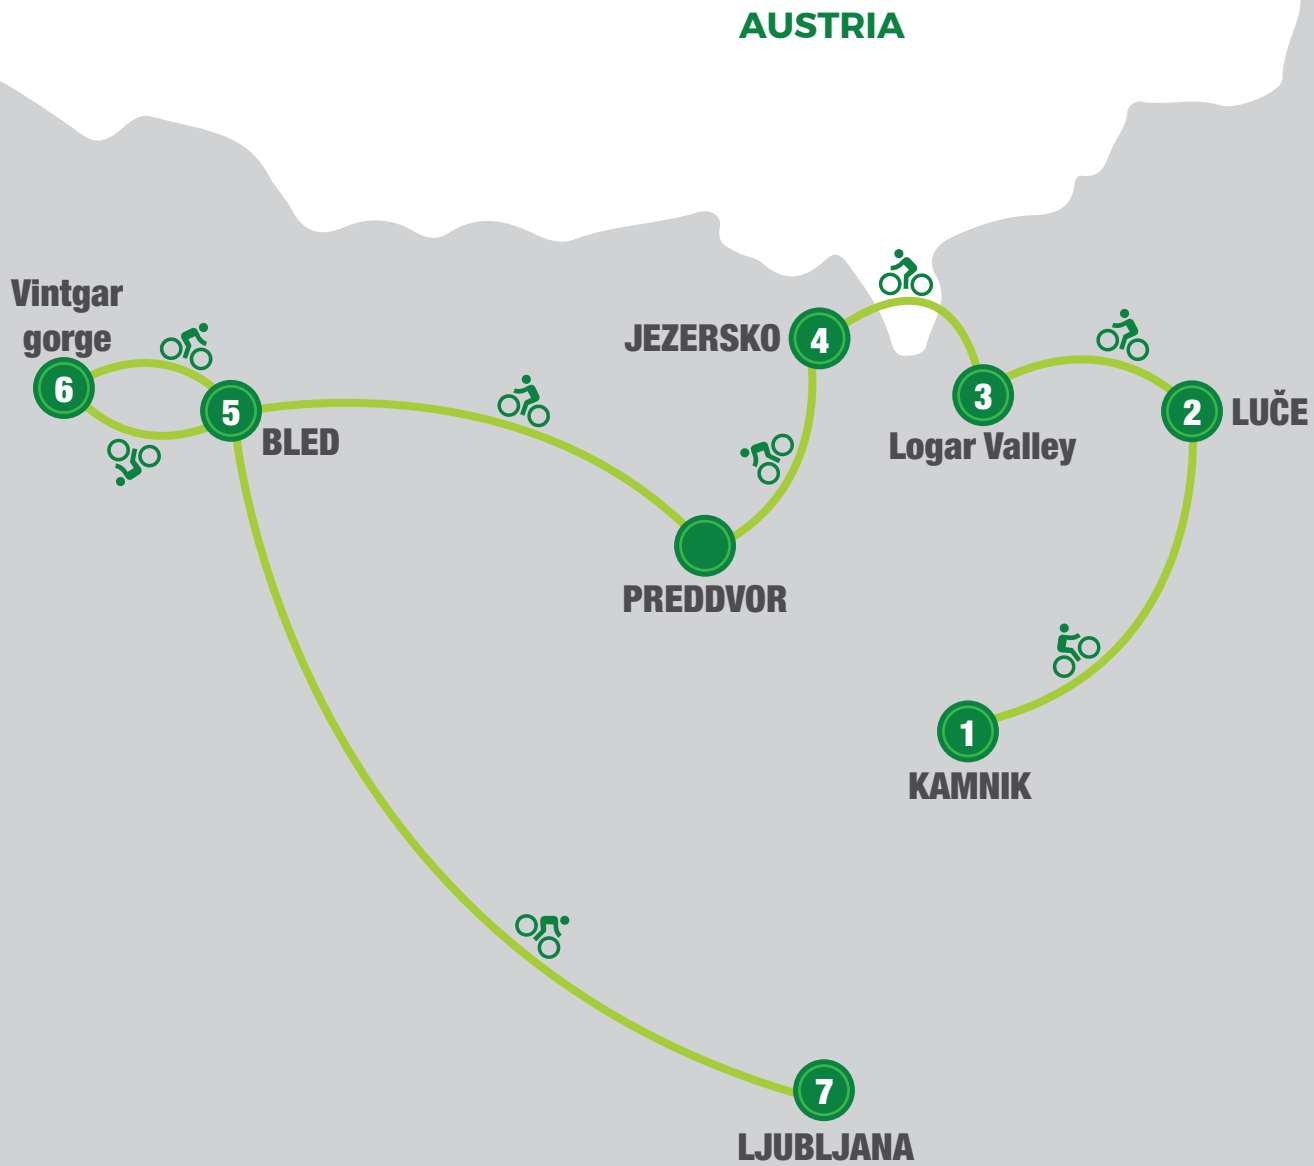 AUSTRIA
Vintgar
gorge
6
5
BLED
JEZERSKO
4
3
Logar Valley
2
LUČE
PREDDVOR
1
KAMNIK
7
LJUBLJANA